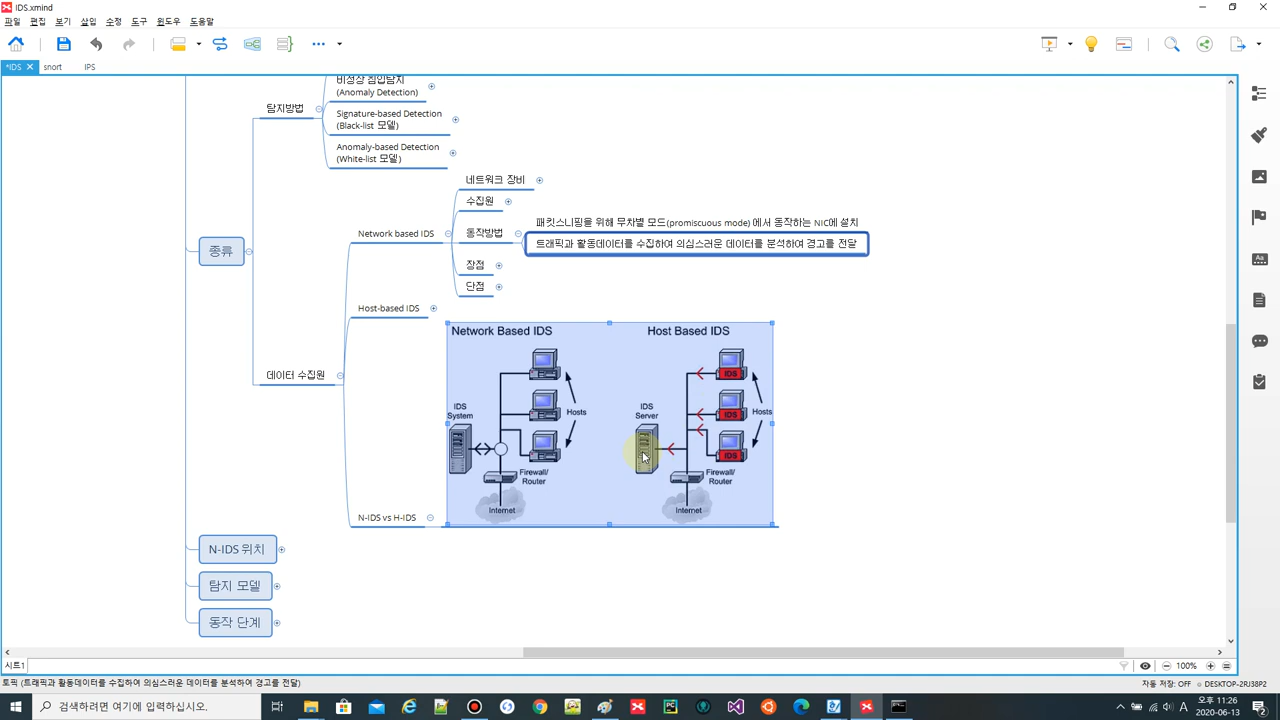 IDS.xmind
파일 편집 보기 삽입 수정 도구 윈도우 도움말
*IDS snort IPS
비정상 침입탐지
(Anomaly Detection)
탐지방법
Signature-based Detection
(Black-list 모델)
Anomaly-based Detection
(White-list 모델)
네트워크 장비
수집원
패킷스니핑을 위해 무차별 모드(promiscuous mode) 에서 동작하는 NIC에 설치
Network based IDS
동작방법
트래픽과 활동데이터를 수집하여 의심스러운 데이터를 분석하여 경고를 전달
종류
장점
단점
Host-based IDS
Network Based IDS
Host Based IDS
데이터 수집원
IDS
IDS
System
Hosts
IDS
Server
IDS
Hosts
IDS
Firewall/
Router
Firewall/
Router
Internet
Internet
N-IDS vs H-IDS
N-IDS 위치
탐지 모델
동작 단계
시트1
100%
토픽 (트래픽과 활동데이터를 수집하여 의심스러운 데이터를 분석하여 경고를 전달)
자동 저장: OFF
DESKTOP-2RJ38P2
검색하려면 여기에 입력하십시오.
A
오후 11:26
2020-06-13
2